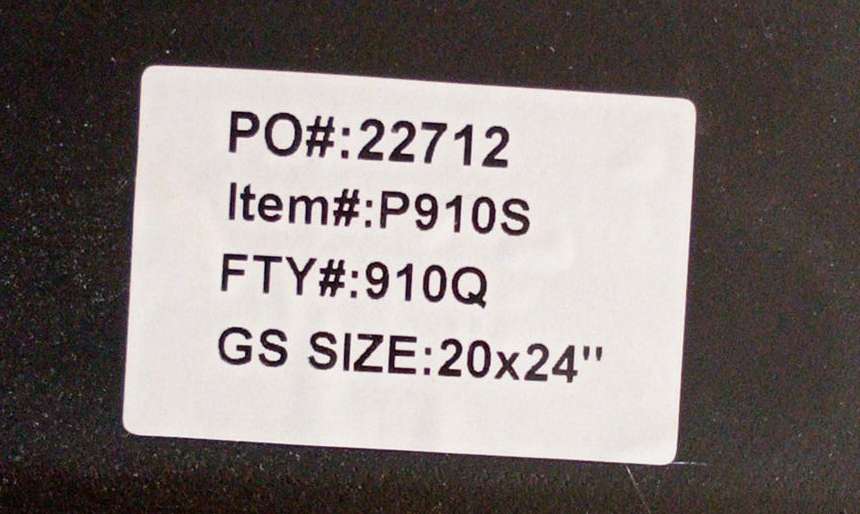 PO#:22712
Item#:P910S
FTY#:910Q
GS SIZE:20x24"